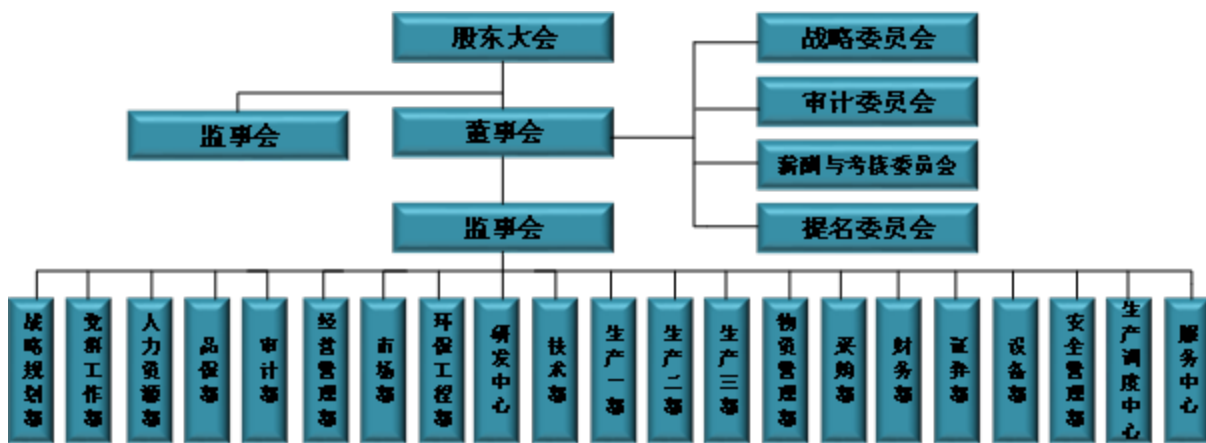 股东大会
战略委员会
审计委员会
监事会
董事会
薪酬与考核委员会
监事会
提名委员会
战略规划部
党群工作部
人力资源部
品保部
审计部
经营管理部
市场部
环保工程部
研发中心
技术部
生产一部
生产二部
生产三部
物资管理部
采购部
财务部
证券部
设备部
安全管理部
生产调度中心
服务中心